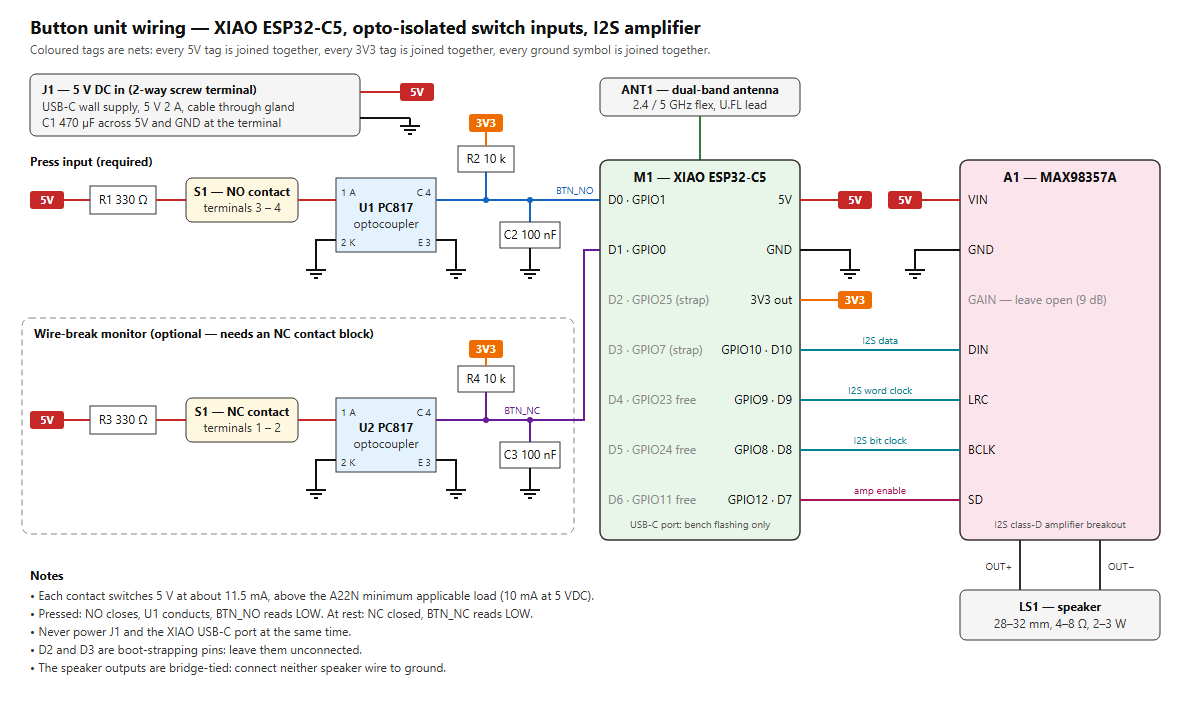 Button unit wiring — XIAO ESP32-C5, opto-isolated switch inputs, I2S amplifier
Coloured tags are nets: every 5V tag is joined together, every 3V3 tag is joined together, every ground symbol is joined together.
J1 — 5 V DC in (2-way screw terminal)
USB-C wall supply, 5 V 2 A, cable through gland
C1 470 µF across 5V and GND at the terminal
5V
ANT1 — dual-band antenna
2.4 / 5 GHz flex, U.FL lead
3V3
R2 10 k
Press input (required)
5V
R1 330 Ω
S1 — NO contact
terminals 3 – 4
1 A
C 4
U1 PC817
optocoupler
2 K
E 3
BTN_NO
C2 100 nF
M1 — XIAO ESP32-C5
D0 · GPIO1
5V
D1 · GPIO0
GND
D2 · GPIO25 (strap)
3V3 out
D3 · GPIO7 (strap)
GPIO10 · D10
D4 · GPIO23 free
GPIO9 · D9
D5 · GPIO24 free
GPIO8 · D8
D6 · GPIO11 free
GPIO12 · D7
USB-C port: bench flashing only
5V
5V
3V3
I2S data
I2S word clock
I2S bit clock
amp enable
A1 — MAX98357A
VIN
GND
GAIN — leave open (9 dB)
DIN
LRC
BCLK
SD
I2S class-D amplifier breakout
Wire-break monitor (optional — needs an NC contact block)
3V3
R4 10 k
5V
R3 330 Ω
S1 — NC contact
terminals 1 – 2
1 A
C 4
U2 PC817
optocoupler
2 K
E 3
BTN_NC
C3 100 nF
OUT+
OUT−
LS1 — speaker
28–32 mm, 4–8 Ω, 2–3 W
Notes
• Each contact switches 5 V at about 11.5 mA, above the A22N minimum applicable load (10 mA at 5 VDC).
• Pressed: NO closes, U1 conducts, BTN_NO reads LOW. At rest: NC closed, BTN_NC reads LOW.
• Never power J1 and the XIAO USB-C port at the same time.
• D2 and D3 are boot-strapping pins: leave them unconnected.
• The speaker outputs are bridge-tied: connect neither speaker wire to ground.